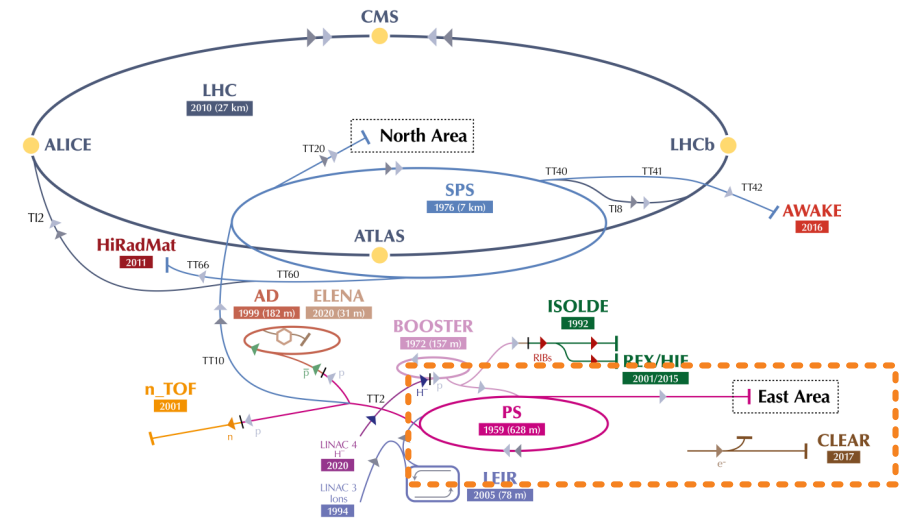 CMS
LHC
2010 (27 km)
North Area
TT20
ALICE
LHCb
TT40
TT41
TT42
SPS
1976 (7 km)
TI8
AWAKE
2016
TI2
ATLAS
HiRadMat
2011
TT66
TT60
AD
1999 (182 m)
ELENA
2020 (31 m)
ISOLDE
1992
BOOSTER
1972 (157 m)
RIBs
REX/HIE
2001/2015
TT10
p
p
H-
p
East Area
n_TOF
2001
TT2
PS
1959 (628 m)
n
p
LINAC 4
H-
2020
CLEAR
2017
e-
LINAC 3
Ions
1994
LEIR
2005 (78 m)